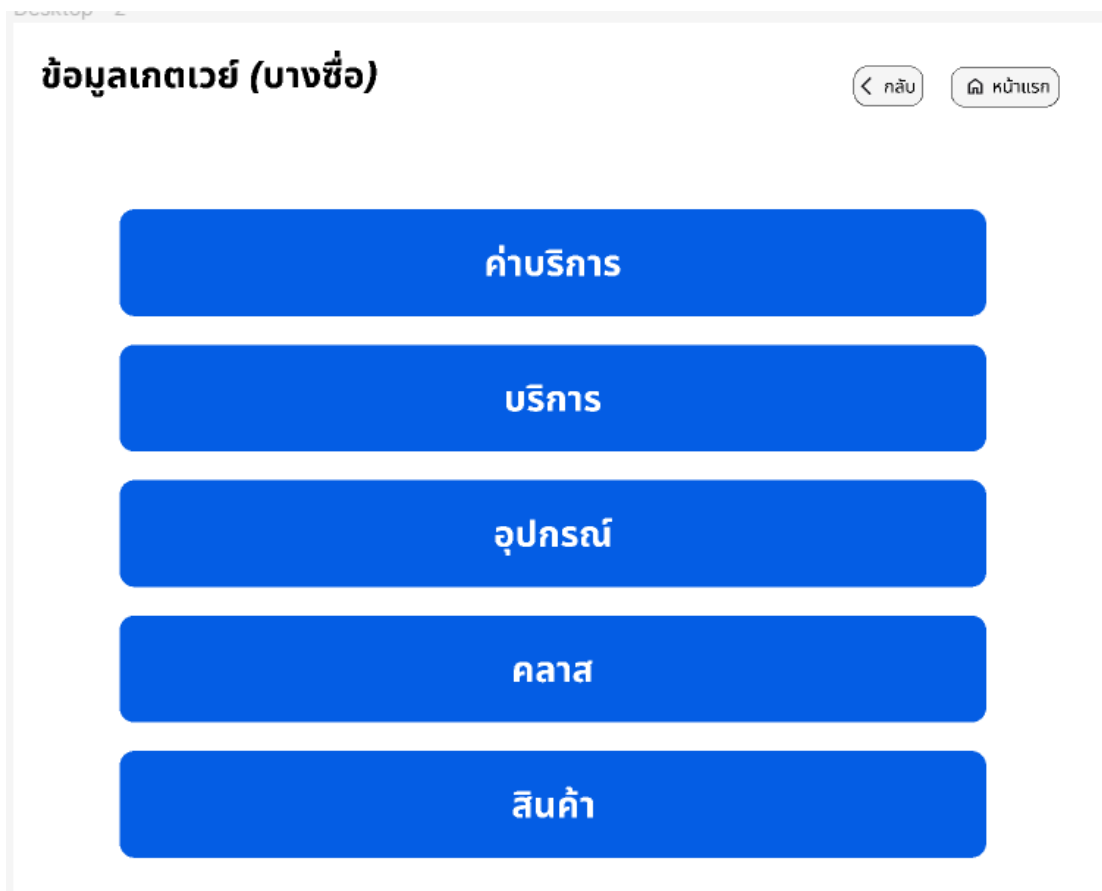 Desktop - 2
ข้อมูลเกตเวย์ (บางซื่อ)
กลับ
หน้าแรก
ค่าบริการ
บริการ
อุปกรณ์
คลาส
สินค้า